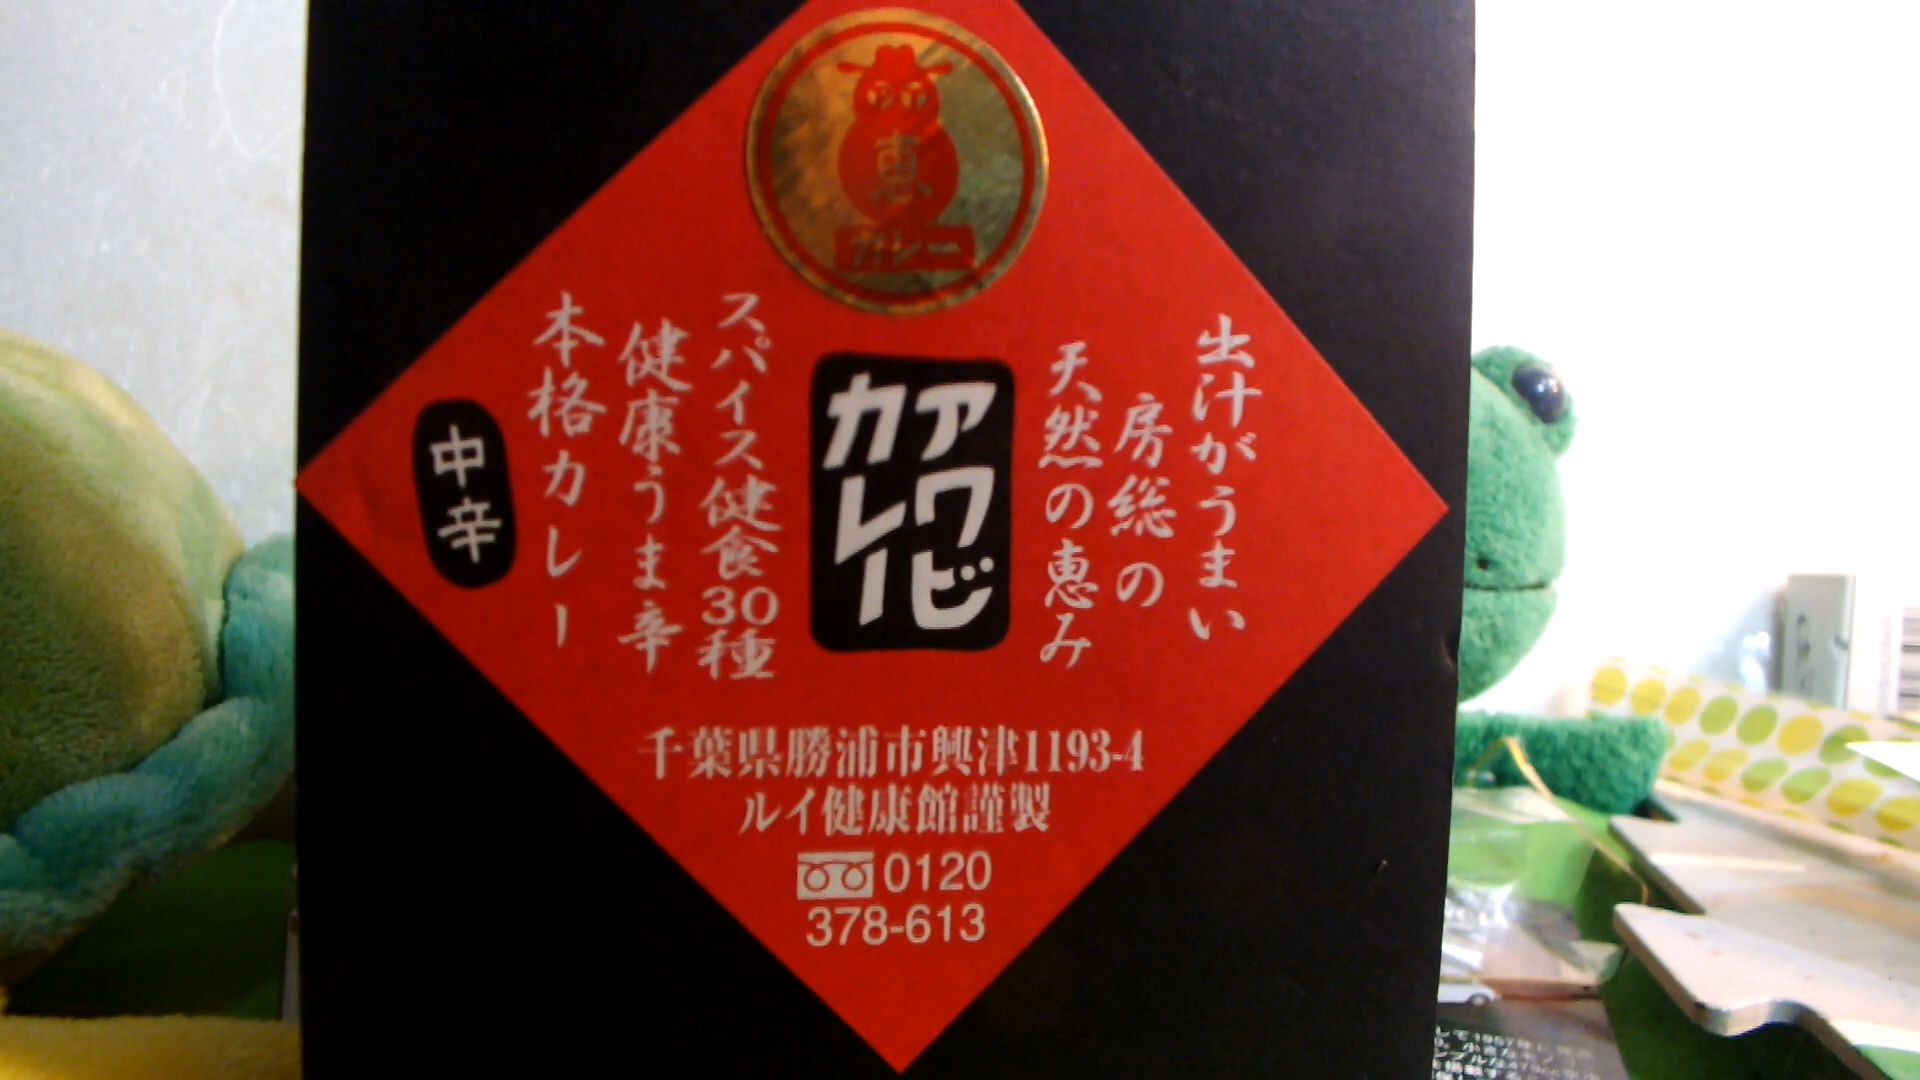 恵
カレー
出汁がうまい
房総の
天然の恵み
アワビ
カレー
スパイス健食30種
健康うま辛
本格カレー
中辛
千葉県勝浦市興津1193-4
ルイ健康館謹製
0120
378-613